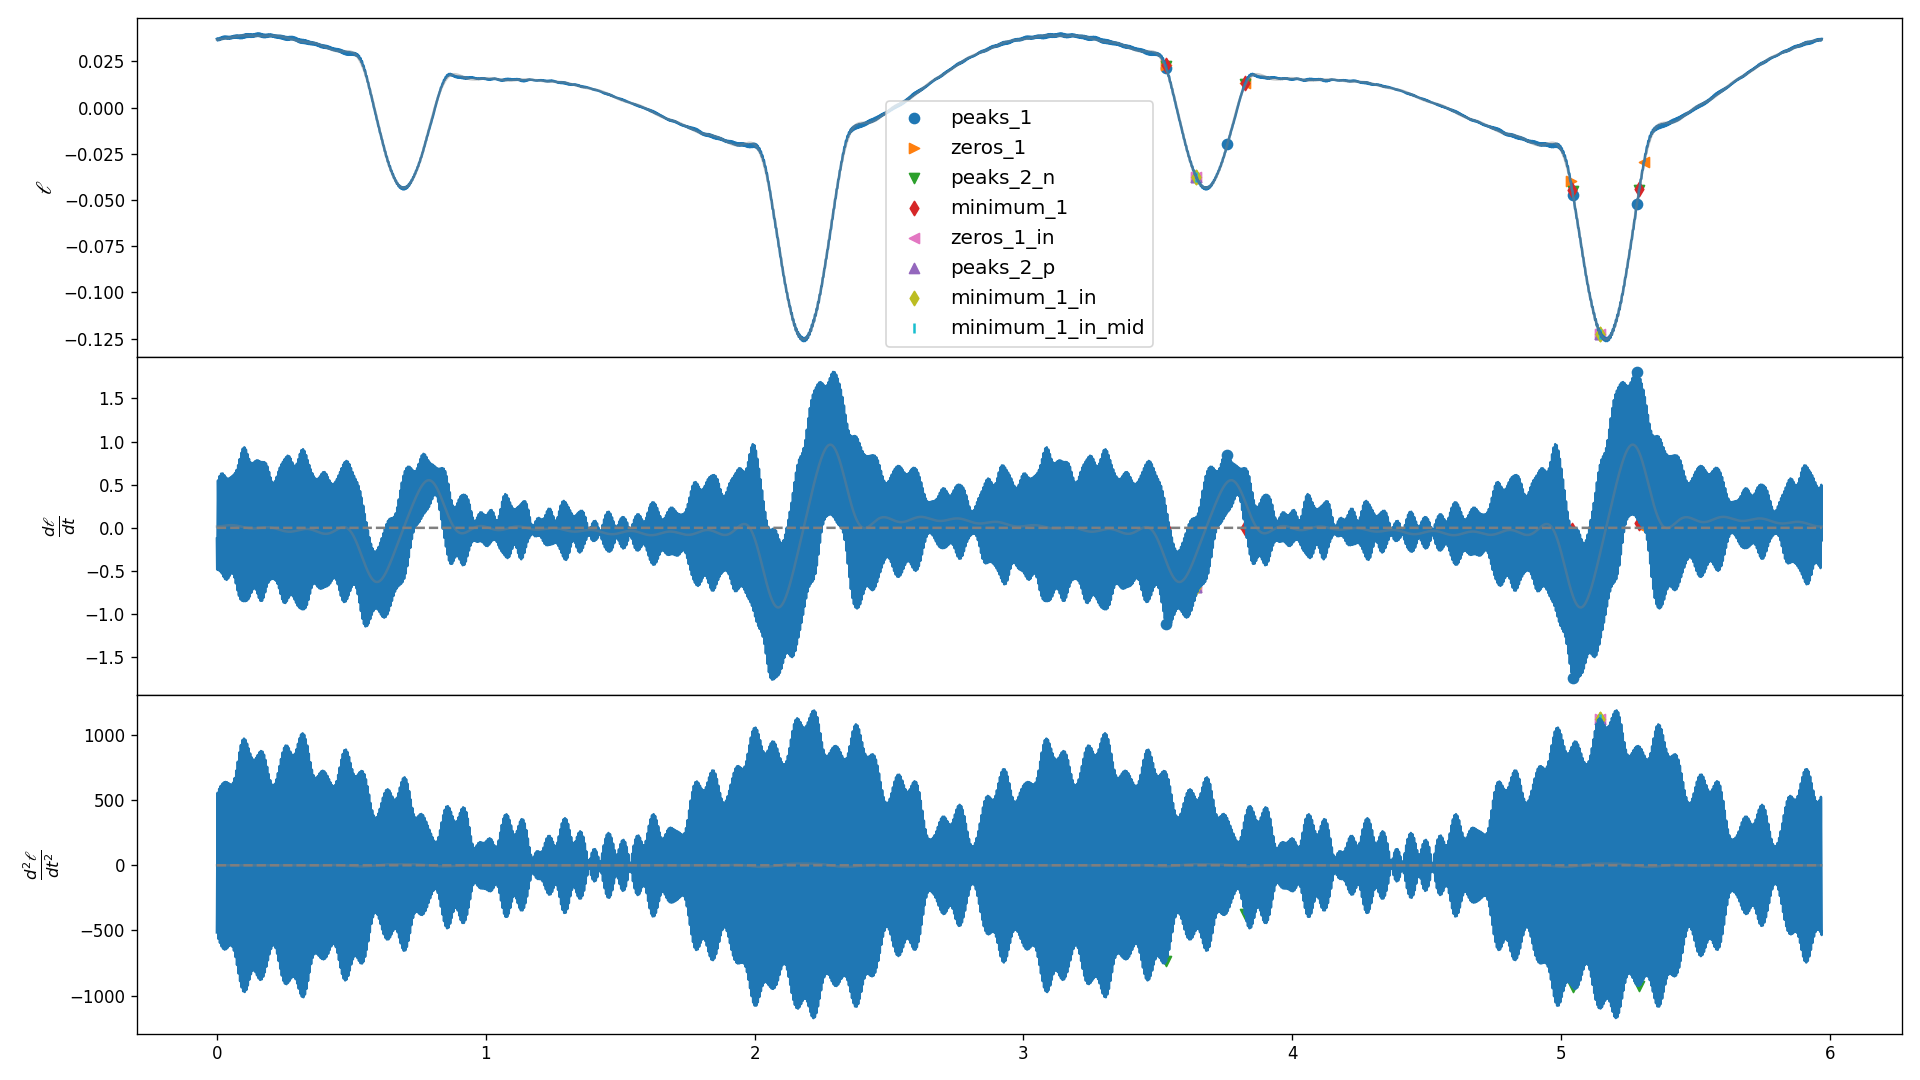 0.025
0.000
−0.025
−0.050
−0.075
−0.100
−0.125
ℓ
peaks_1
zeros_1
peaks_2_n
minimum_1
zeros_1_in
peaks_2_p
minimum_1_in
minimum_1_in_mid
1.5
1.0
0.5
0.0
−0.5
−1.0
−1.5
dℓ/dt
1000
500
0
−500
−1000
d²ℓ/dt²
0 1 2 3 4 5 6